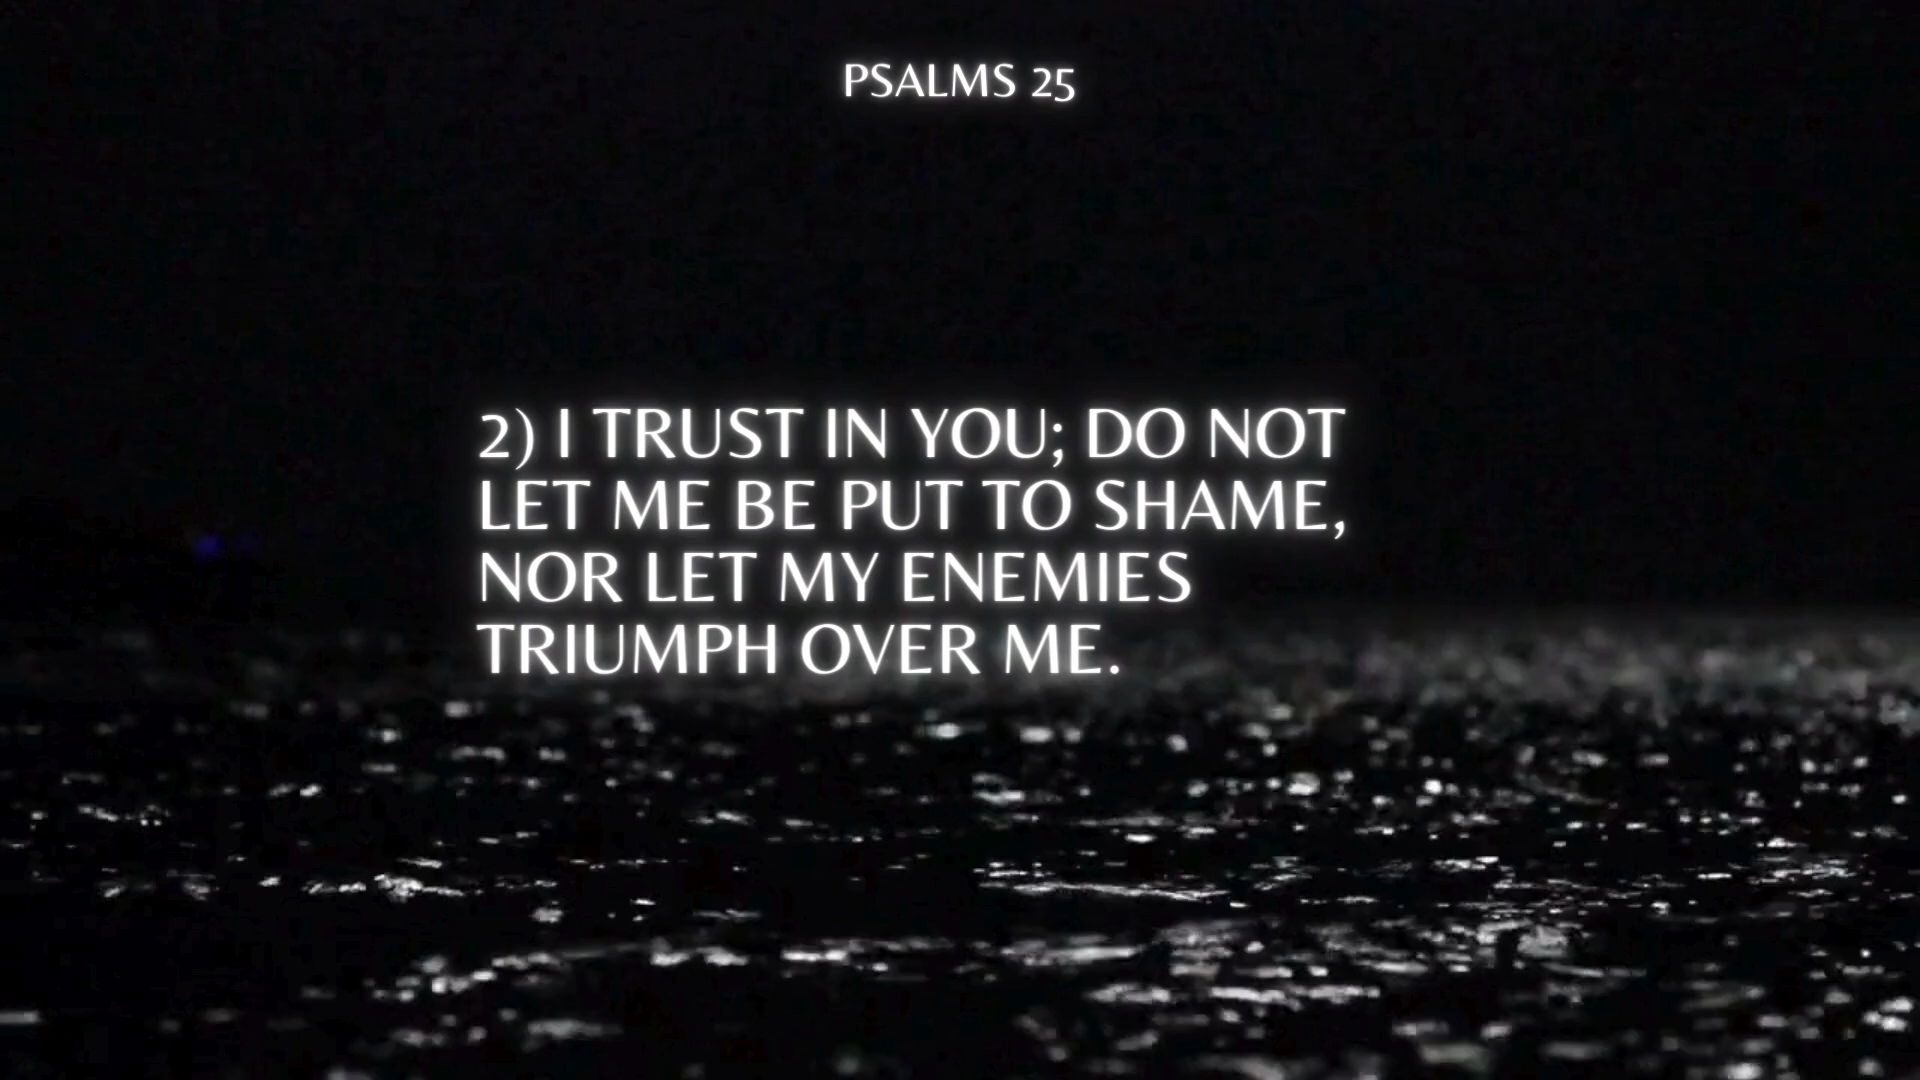 PSALMS 25
2) I TRUST IN YOU; DO NOT
LET ME BE PUT TO SHAME,
NOR LET MY ENEMIES
TRIUMPH OVER ME.